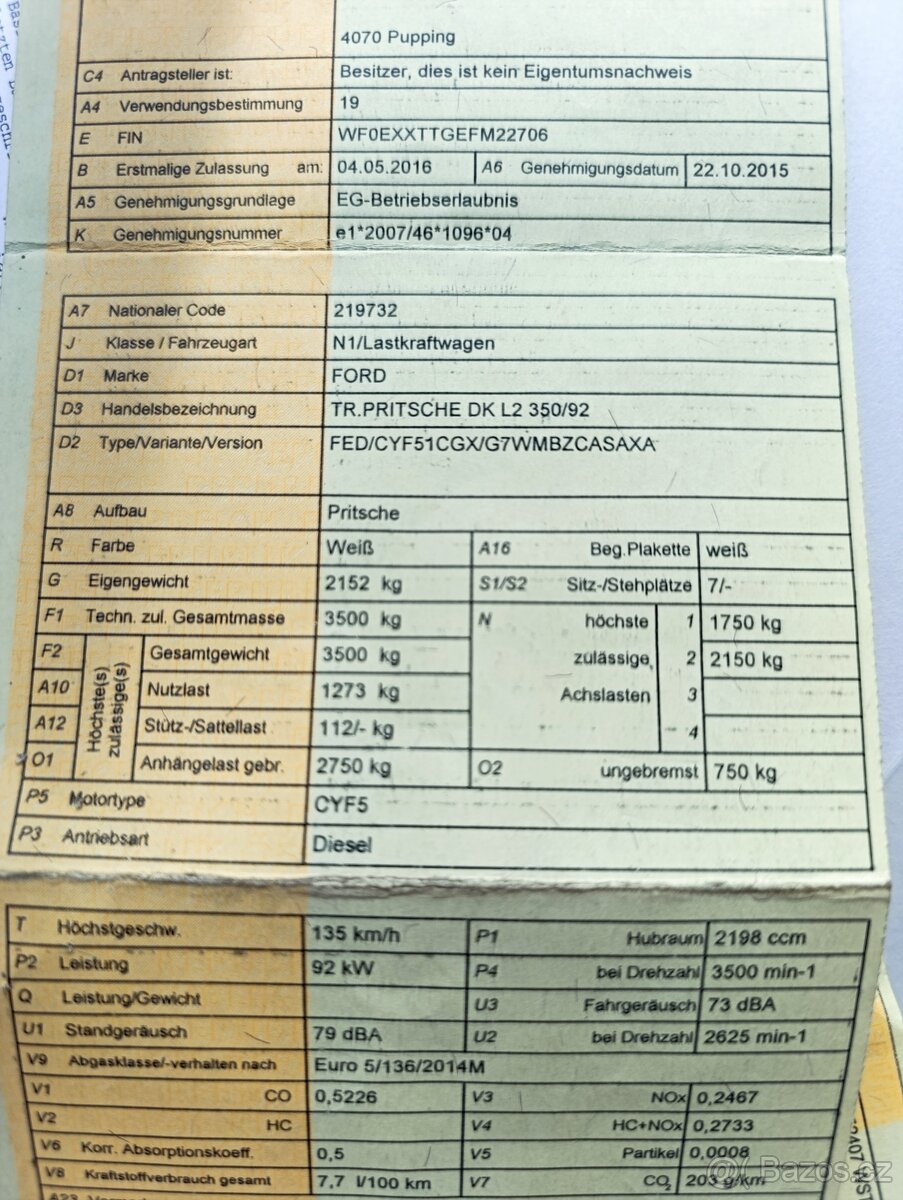 4070 Pupping
C4 Antragsteller ist: Besitzer, dies ist kein Eigentumsnachweis
A4 Verwendungsbestimmung 19
E FIN WF0EXXTTGEFM22706
B Erstmalige Zulassung am: 04.05.2016 A6 Genehmigungsdatum 22.10.2015
A5 Genehmigungsgrundlage EG-Betriebserlaubnis
K Genehmigungsnummer e1*2007/46*1096*04
A7 Nationaler Code 219732
J Klasse / Fahrzeugart N1/Lastkraftwagen
D1 Marke FORD
D3 Handelsbezeichnung TR.PRITSCHE DK L2 350/92
D2 Type/Variante/Version FED/CYF51CGX/G7WMBZCASAXA
A8 Aufbau Pritsche
R Farbe Weiß A16 Beg.Plakette weiß
G Eigengewicht 2152 kg S1/S2 Sitz-/Stehplätze 7/-
F1 Techn. zul. Gesamtmasse 3500 kg N höchste 1 1750 kg
F2 Höchste(s) zulässige(s) Gesamtgewicht 3500 kg zulässige 2 2150 kg
A10 Nutzlast 1273 kg Achslasten 3
A12 Stütz-/Sattellast 112/- kg 4
O1 Anhängelast gebr. 2750 kg O2 ungebremst 750 kg
P5 Motortype CYF5
P3 Antriebsart Diesel
T Höchstgeschw. 135 km/h P1 Hubraum 2198 ccm
P2 Leistung 92 kW P4 bei Drehzahl 3500 min-1
Q Leistung/Gewicht U3 Fahrgeräusch 73 dBA
U1 Standgeräusch 79 dBA U2 bei Drehzahl 2625 min-1
V9 Abgasklasse/-verhalten nach Euro 5/136/2014M
V1 CO 0,5226 V3 NOx 0,2467
V2 HC V4 HC+NOx 0,2733
V6 Korr. Absorptionskoeff. 0,5 V5 Partikel 0,0008
V8 Kraftstoffverbrauch gesamt 7,7 l/100 km V7 CO2 203 g/km
Bazos.cz